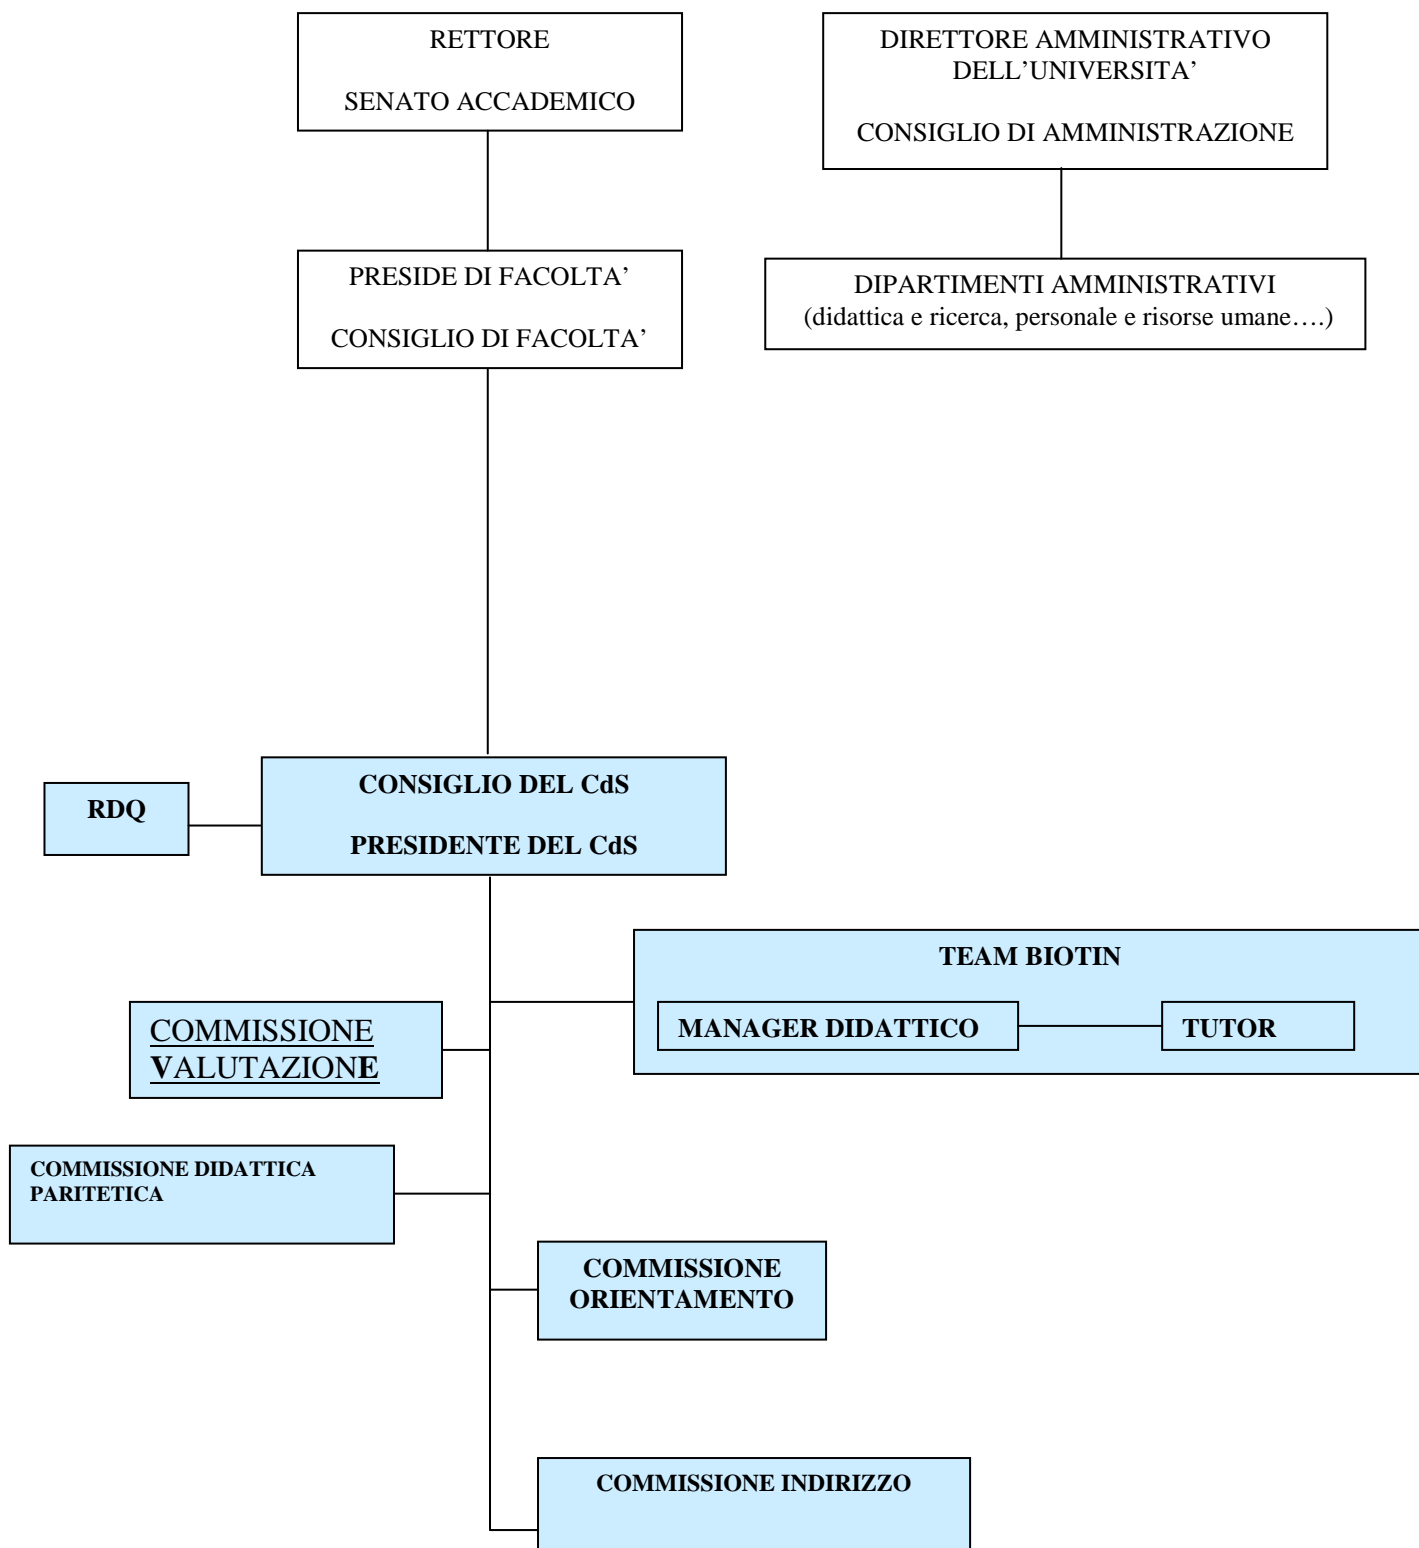 RETTORE
SENATO ACCADEMICO
DIRETTORE AMMINISTRATIVO
DELL’UNIVERSITA’
CONSIGLIO DI AMMINISTRAZIONE
PRESIDE DI FACOLTA’
CONSIGLIO DI FACOLTA’
DIPARTIMENTI AMMINISTRATIVI
(didattica e ricerca, personale e risorse umane….)
RDQ
CONSIGLIO DEL CdS
PRESIDENTE DEL CdS
TEAM BIOTIN
MANAGER DIDATTICO
TUTOR
COMMISSIONE
VALUTAZIONE
COMMISSIONE DIDATTICA
PARITETICA
COMMISSIONE
ORIENTAMENTO
COMMISSIONE INDIRIZZO